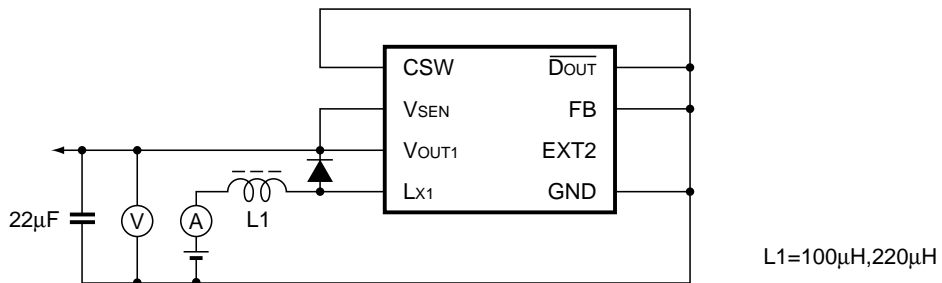 CSW
DOUT
VSEN
FB
VOUT1
EXT2
LX1
GND
L1
22μF
V
A
L1=100μH,220μH